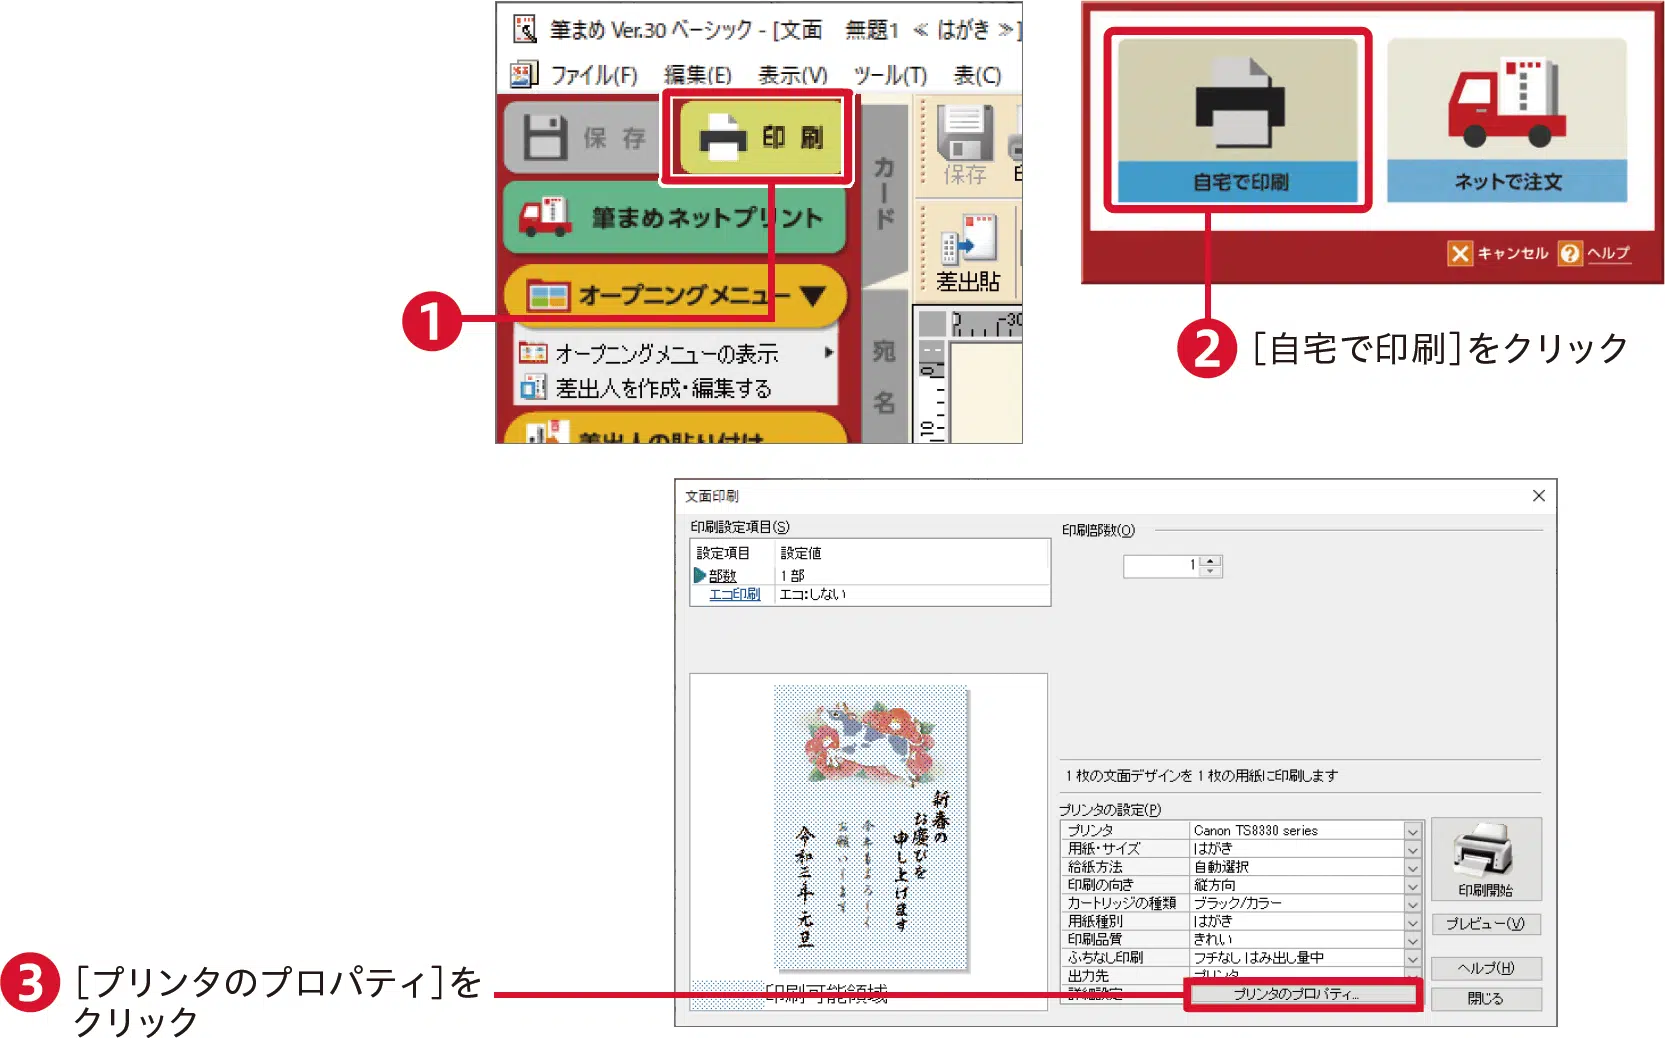 筆まめ Ver.30 ベーシック - [文面　無題1 ≪ はがき ≫]
ファイル(F) 編集(E) 表示(V) ツール(T) 表(C)
保存
印刷
筆まめネットプリント
オープニングメニュー▼
オープニングメニューの表示
差出人を作成・編集する
差出人の貼り付け
カード
宛名
保存
差出貼
1
自宅で印刷
ネットで注文
キャンセル
ヘルプ
2 ［自宅で印刷］をクリック
文面印刷
印刷設定項目(S)
設定項目 設定値
部数 1 部
エコ印刷 エコ:しない
印刷部数(O)
1
新春の
お慶びを
申し上げます
今年もよろしく
お願いします
令和三年 元旦
印刷可能領域
1 枚の文面デザインを 1 枚の用紙に印刷します
プリンタの設定(P)
プリンタ Canon TS8330 series
用紙・サイズ はがき
給紙方法 自動選択
印刷の向き 縦方向
カートリッジの種類 ブラック/カラー
用紙種別 はがき
印刷品質 きれい
ふちなし印刷 フチなし はみ出し量中
出力先 プリンタ
詳細設定 プリンタのプロパティ...
印刷開始
プレビュー(V)
ヘルプ(H)
閉じる
3 ［プリンタのプロパティ］を
クリック